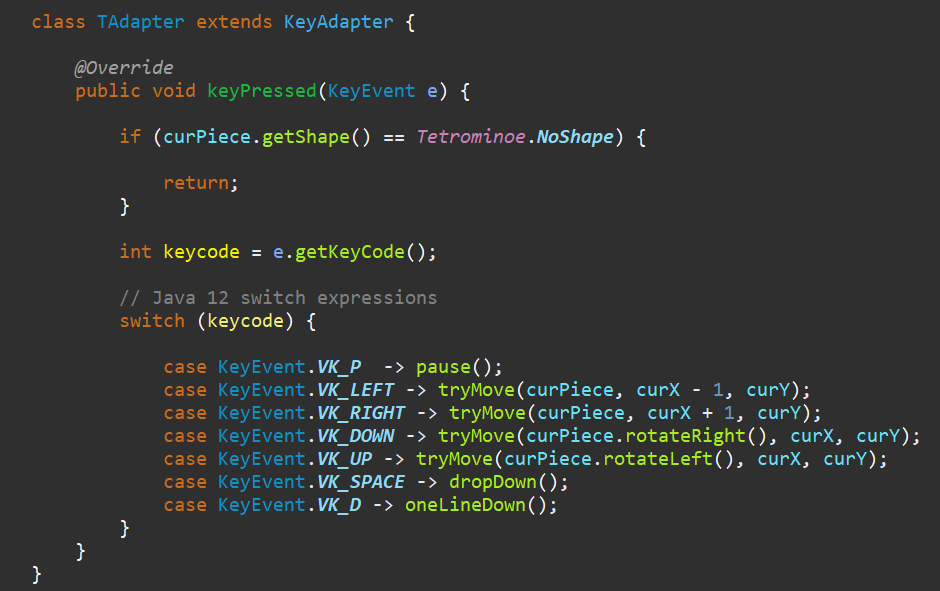 class TAdapter extends KeyAdapter {
@Override
public void keyPressed(KeyEvent e) {
if (curPiece.getShape() == Tetrominoe.NoShape) {
return;
}
int keycode = e.getKeyCode();
// Java 12 switch expressions
switch (keycode) {
case KeyEvent.VK_P  -> pause();
case KeyEvent.VK_LEFT -> tryMove(curPiece, curX - 1, curY);
case KeyEvent.VK_RIGHT -> tryMove(curPiece, curX + 1, curY);
case KeyEvent.VK_DOWN -> tryMove(curPiece.rotateRight(), curX, curY);
case KeyEvent.VK_UP -> tryMove(curPiece.rotateLeft(), curX, curY);
case KeyEvent.VK_SPACE -> dropDown();
case KeyEvent.VK_D -> oneLineDown();
}
}
}